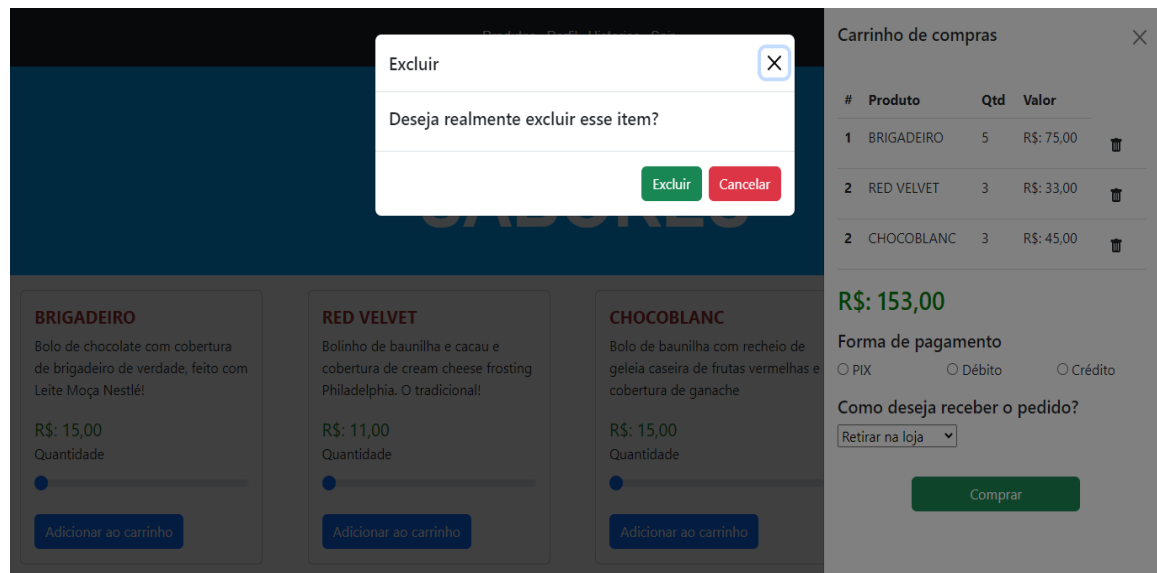 Produtos Perfil Historico Sair
Excluir
Deseja realmente excluir esse item?
Excluir Cancelar
SABORES
BRIGADEIRO
Bolo de chocolate com cobertura
de brigadeiro de verdade, feito com
Leite Moça Nestlé!
R$: 15,00
Quantidade
Adicionar ao carrinho
RED VELVET
Bolinho de baunilha e cacau e
cobertura de cream cheese frosting
Philadelphia. O tradicional!
R$: 11,00
Quantidade
Adicionar ao carrinho
CHOCOBLANC
Bolo de baunilha com recheio de
geleia caseira de frutas vermelhas e
cobertura de ganache
R$: 15,00
Quantidade
Adicionar ao carrinho
Carrinho de compras
# Produto Qtd Valor
1 BRIGADEIRO 5 R$: 75,00
2 RED VELVET 3 R$: 33,00
2 CHOCOBLANC 3 R$: 45,00
R$: 153,00
Forma de pagamento
PIX Débito Crédito
Como deseja receber o pedido?
Retirar na loja
Comprar